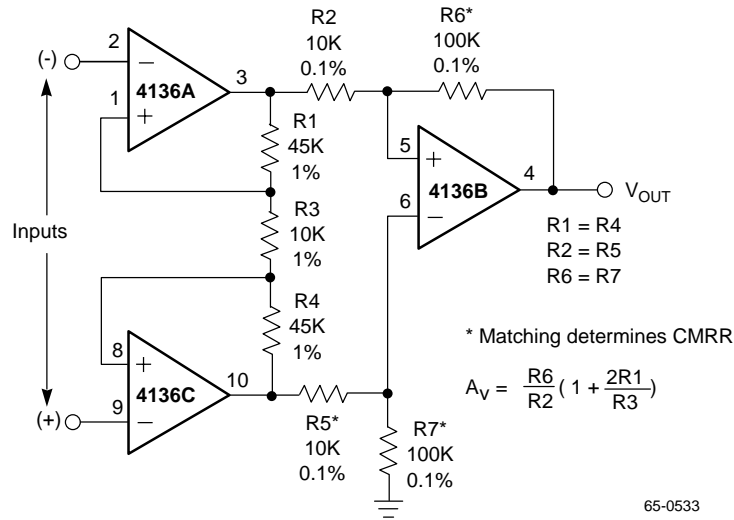 R2
10K
0.1%
R6*
100K
0.1%
(-)
2
−
4136A
3
1
+
R1
45K
1%
5
+
4136B
4
6
−
V_OUT
R1 = R4
R2 = R5
R6 = R7
Inputs
R3
10K
1%
R4
45K
1%
8
+
4136C
10
9
−
(+)
R5*
10K
0.1%
R7*
100K
0.1%
* Matching determines CMRR
A_V = R6/R2 ( 1 + 2R1/R3 )
65-0533